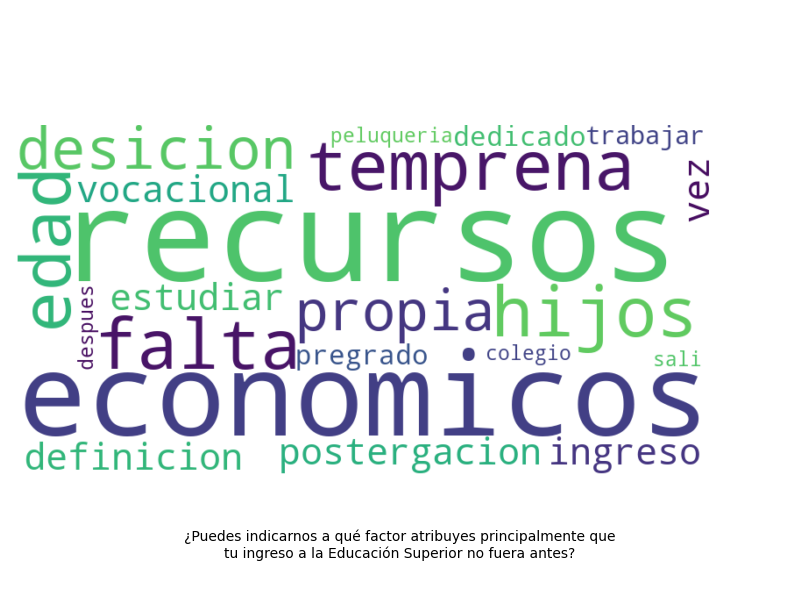 peluqueria dedicado trabajar
desicion temprena
vocacional vez
edad recursos
estudiar propia hijos
despues falta
pregrado colegio sali
economicos
definicion postergacion ingreso
¿Puedes indicarnos a qué factor atribuyes principalmente que
tu ingreso a la Educación Superior no fuera antes?